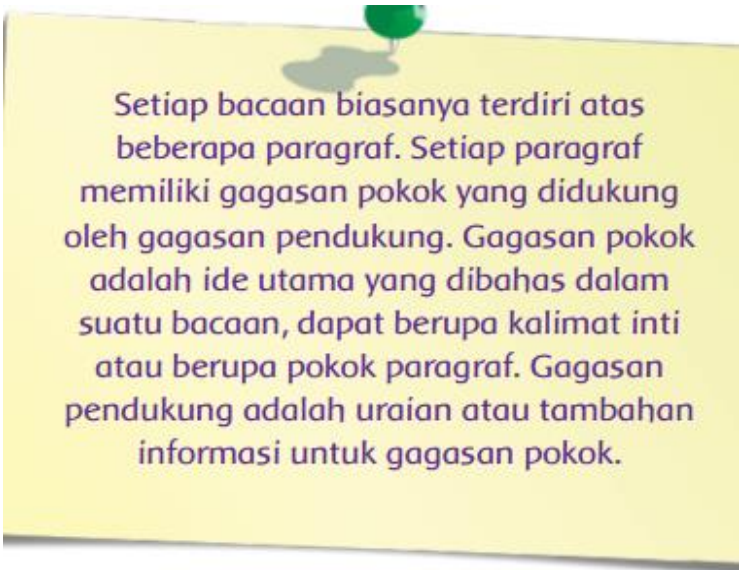 Setiap bacaan biasanya terdiri atas
beberapa paragraf. Setiap paragraf
memiliki gagasan pokok yang didukung
oleh gagasan pendukung. Gagasan pokok
adalah ide utama yang dibahas dalam
suatu bacaan, dapat berupa kalimat inti
atau berupa pokok paragraf. Gagasan
pendukung adalah uraian atau tambahan
informasi untuk gagasan pokok.